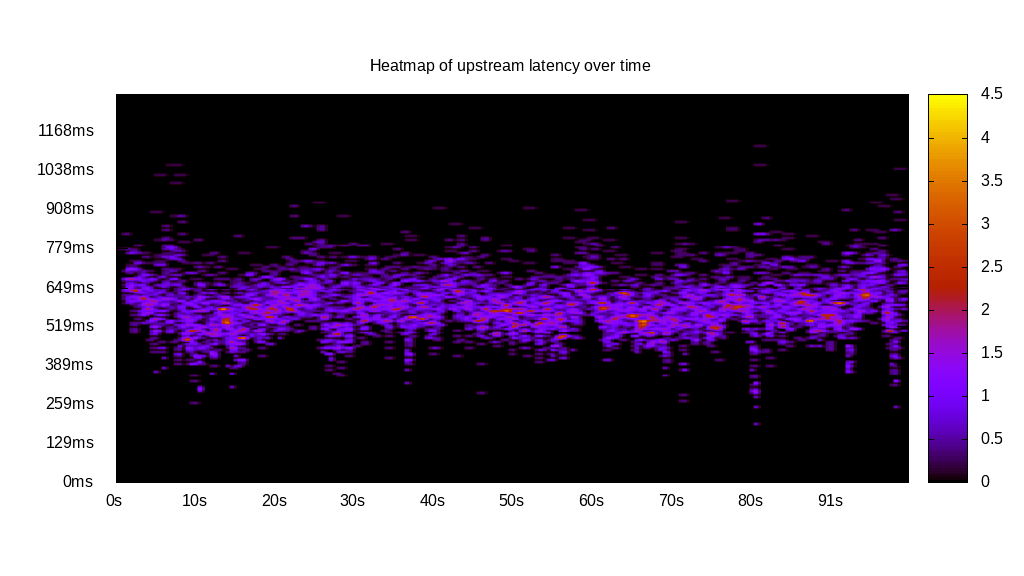 Heatmap of upstream latency over time
1168ms
1038ms
908ms
779ms
649ms
519ms
389ms
259ms
129ms
0ms
0s 10s 20s 30s 40s 50s 60s 70s 80s 91s
4.5
4
3.5
3
2.5
2
1.5
1
0.5
0